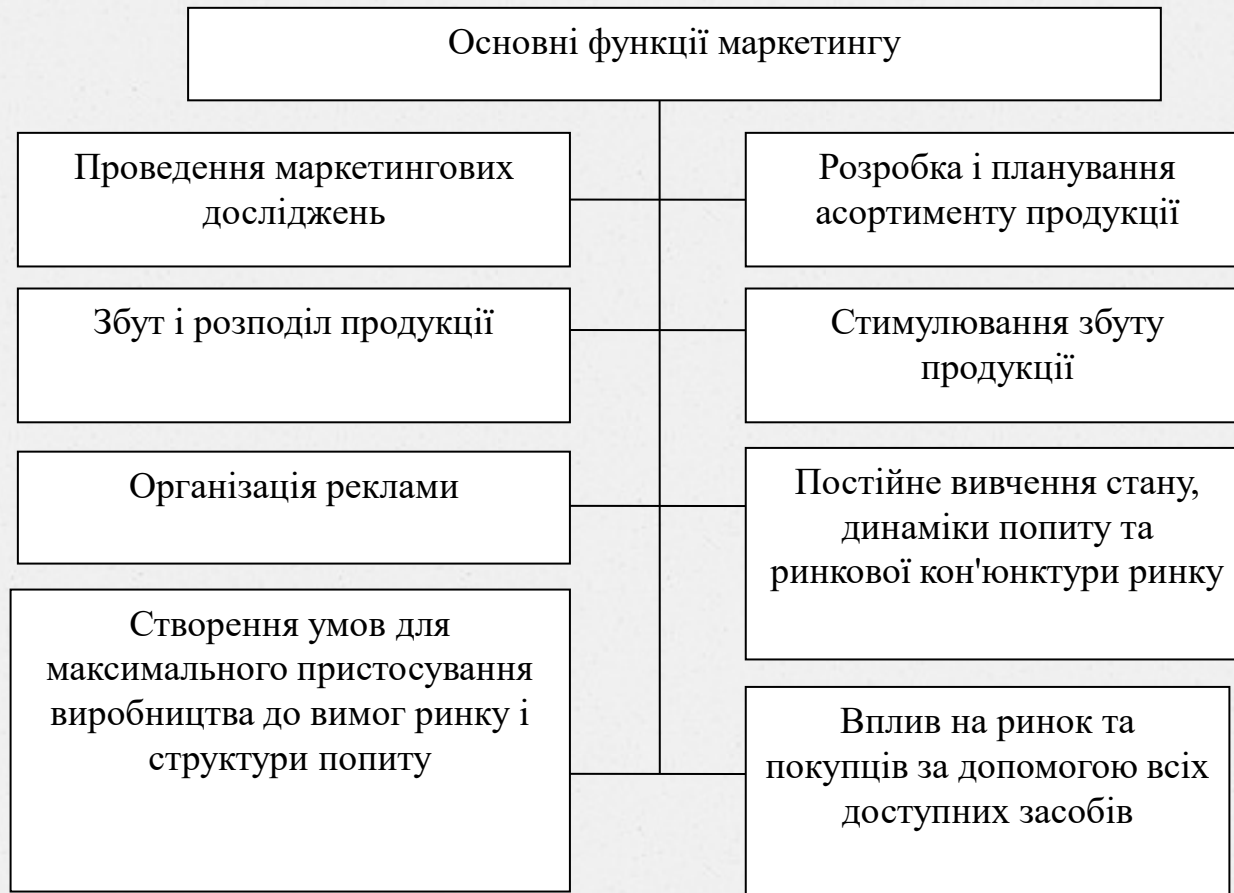 Основні функції маркетингу
Проведення маркетингових
досліджень
Розробка і планування
асортименту продукції
Збут і розподіл продукції
Стимулювання збуту
продукції
Організація реклами
Постійне вивчення стану,
динаміки попиту та
ринкової кон'юнктури ринку
Створення умов для
максимального пристосування
виробництва до вимог ринку і
структури попиту
Вплив на ринок та
покупців за допомогою всіх
доступних засобів